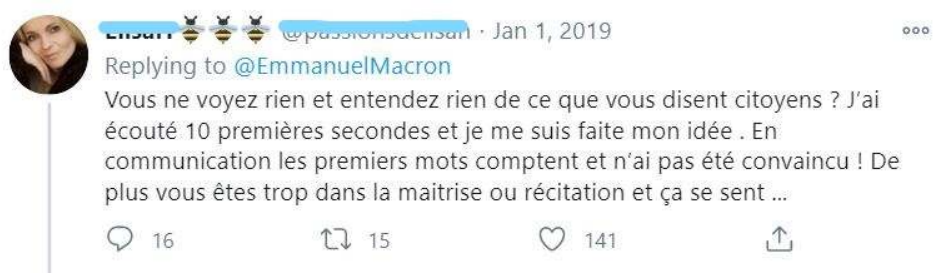 · Jan 1, 2019
Replying to @EmmanuelMacron
Vous ne voyez rien et entendez rien de ce que vous disent citoyens ? J’ai
écouté 10 premières secondes et je me suis faite mon idée . En
communication les premiers mots comptent et n’ai pas été convaincu ! De
plus vous êtes trop dans la maitrise ou récitation et ça se sent ...
16 15 141